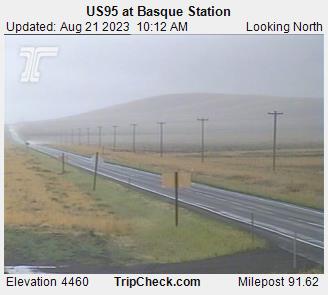 US95 at Basque Station
Updated: Aug 21 2023 10:12 AM Looking North
Elevation 4460 TripCheck.com Milepost 91.62